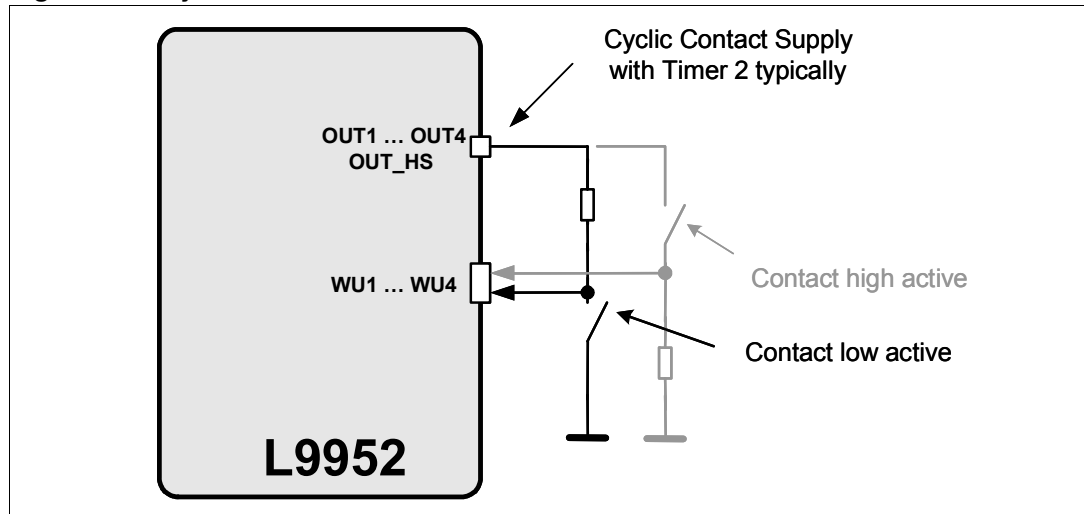 Cyclic Contact Supply
with Timer 2 typically
OUT1 ... OUT4
OUT_HS
WU1 ... WU4
Contact high active
Contact low active
L9952